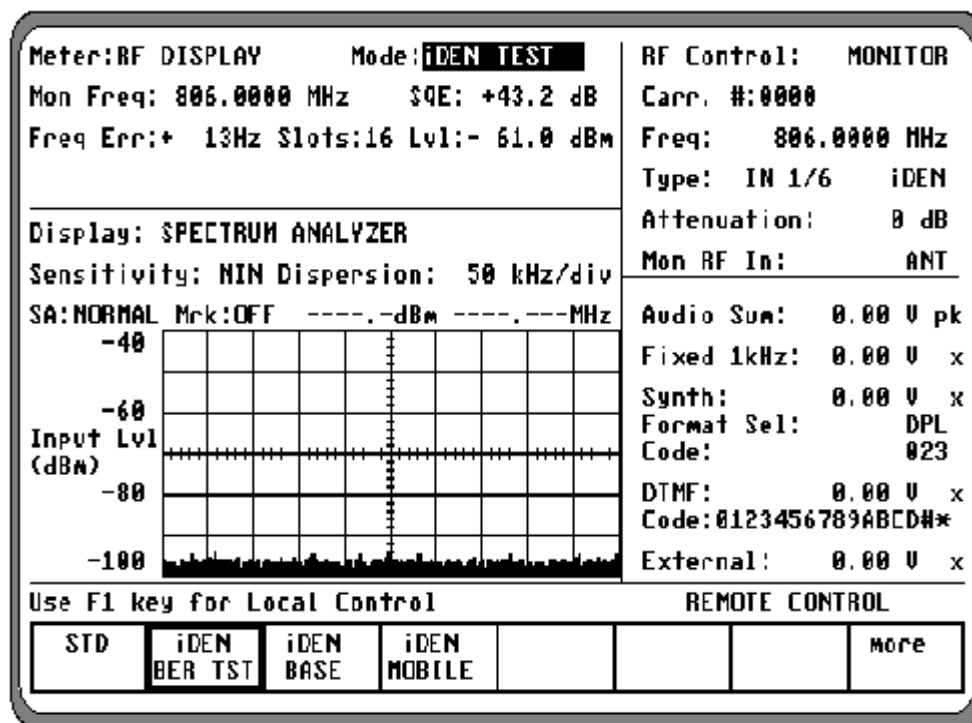 Meter:RF DISPLAY Mode:iDEN TEST
Mon Freq: 806.0000 MHz SQE: +43.2 dB
Freq Err:+ 13Hz Slots:16 Lvl:- 61.0 dBm
Display: SPECTRUM ANALYZER
Sensitivity: MIN Dispersion: 50 kHz/div
SA:NORMAL Mrk:OFF ----.-dBm ----.---MHz
-40
-60
Input Lvl
(dBm)
-80
-100
RF Control: MONITOR
Carr. #:0000
Freq: 806.0000 MHz
Type: IN 1/6 iDEN
Attenuation: 0 dB
Mon RF In: ANT
Audio Sum: 0.00 V pk
Fixed 1kHz: 0.00 V x
Synth: 0.00 V x
Format Sel: DPL
Code: 023
DTMF: 0.00 V x
Code:0123456789ABCD#*
External: 0.00 V x
Use F1 key for Local Control REMOTE CONTROL
STD
iDEN
BER TST
iDEN
BASE
iDEN
MOBILE
more